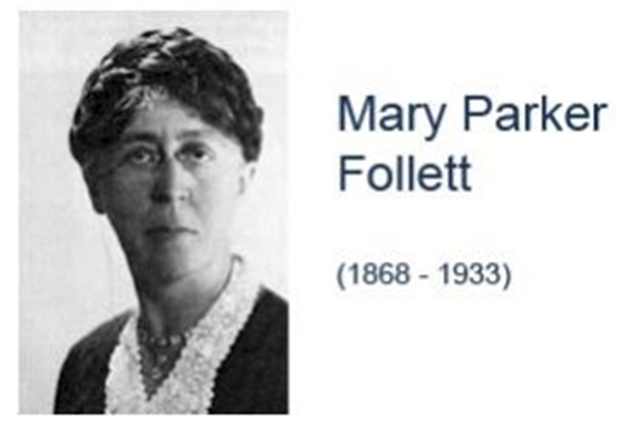 Mary Parker
Follett
(1868 - 1933)